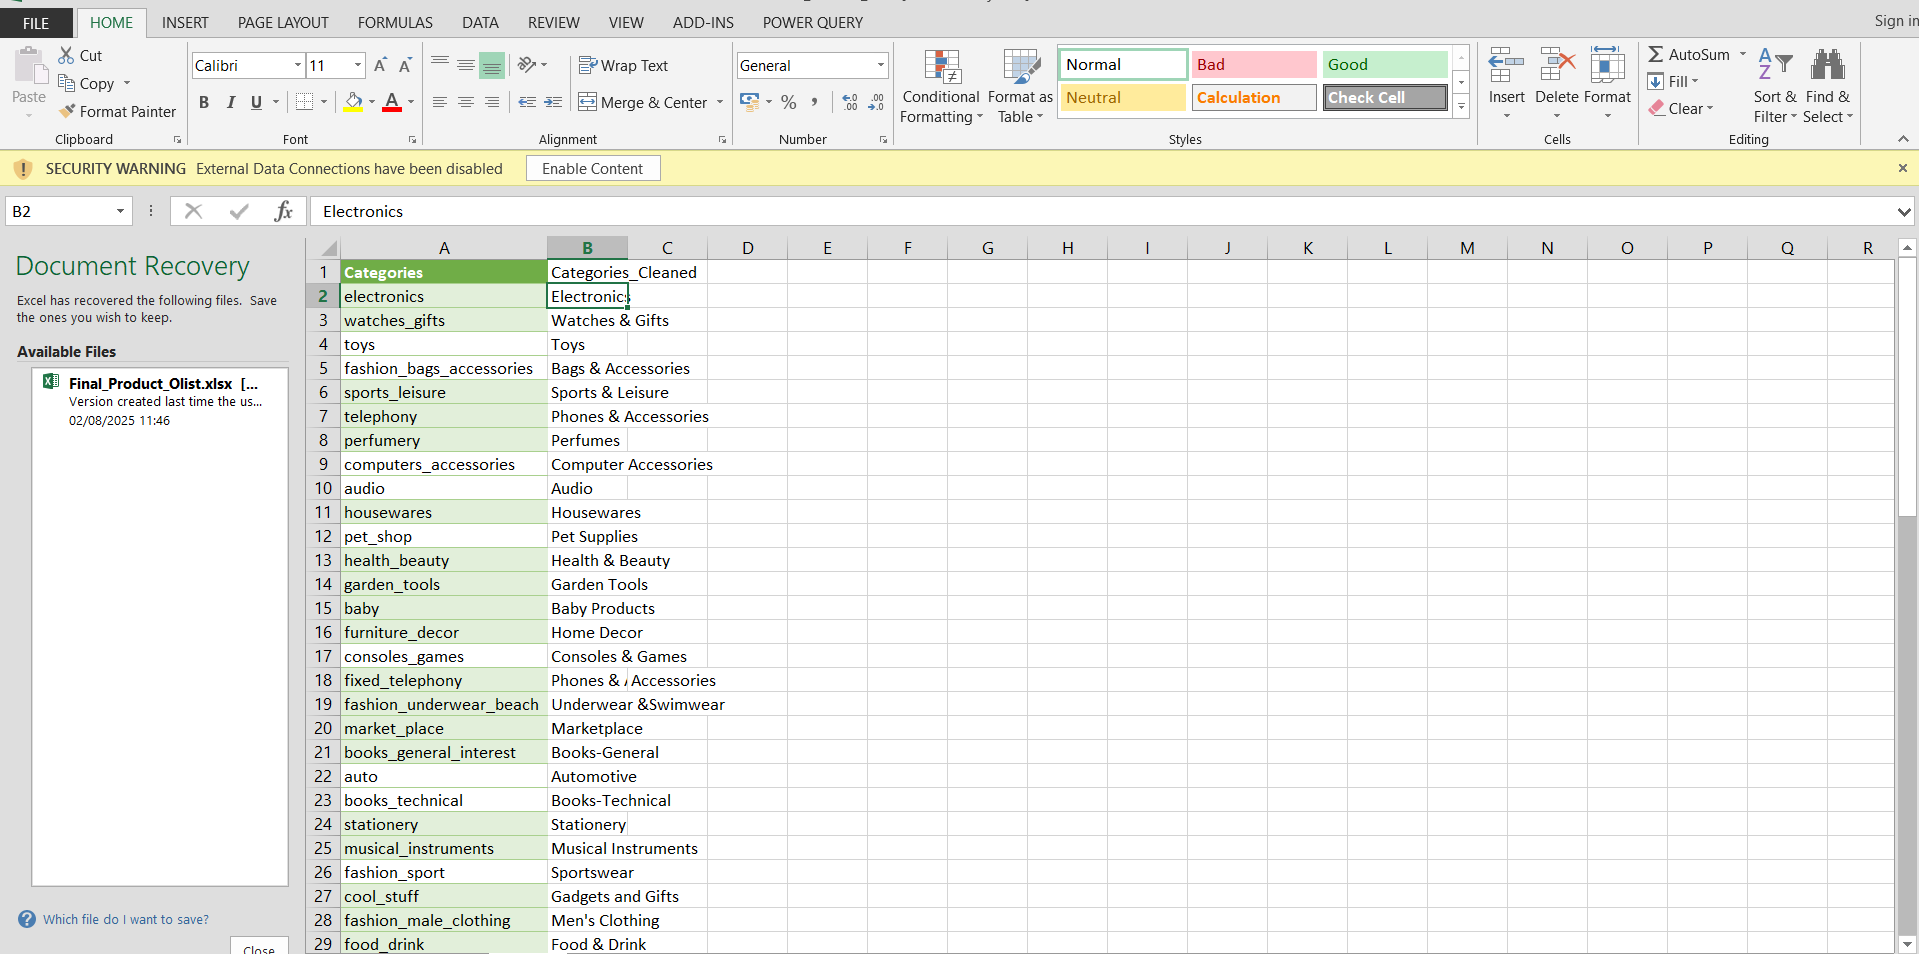 FILE HOME INSERT PAGE LAYOUT FORMULAS DATA REVIEW VIEW ADD-INS POWER QUERY Sign in
Paste
Cut
Copy
Format Painter
Clipboard
Calibri 11
B I U
Font
Wrap Text
Merge & Center
Alignment
General
Number
Conditional Formatting
Format as Table
Normal Bad Good
Neutral Calculation Check Cell
Styles
Insert Delete Format
Cells
AutoSum
Fill
Clear
Sort & Filter
Find & Select
Editing
SECURITY WARNING External Data Connections have been disabled Enable Content
B2 fx Electronics
Document Recovery
Excel has recovered the following files. Save
the ones you wish to keep.
Available Files
Final_Product_Olist.xlsx [...
Version created last time the us...
02/08/2025 11:46
Which file do I want to save?
Close
A B C D E F G H I J K L M N O P Q R
1 Categories Categories_Cleaned
2 electronics Electronics
3 watches_gifts Watches & Gifts
4 toys Toys
5 fashion_bags_accessories Bags & Accessories
6 sports_leisure Sports & Leisure
7 telephony Phones & Accessories
8 perfumery Perfumes
9 computers_accessories Computer Accessories
10 audio Audio
11 housewares Housewares
12 pet_shop Pet Supplies
13 health_beauty Health & Beauty
14 garden_tools Garden Tools
15 baby Baby Products
16 furniture_decor Home Decor
17 consoles_games Consoles & Games
18 fixed_telephony Phones & Accessories
19 fashion_underwear_beach Underwear &Swimwear
20 market_place Marketplace
21 books_general_interest Books-General
22 auto Automotive
23 books_technical Books-Technical
24 stationery Stationery
25 musical_instruments Musical Instruments
26 fashion_sport Sportswear
27 cool_stuff Gadgets and Gifts
28 fashion_male_clothing Men's Clothing
29 food_drink Food & Drink